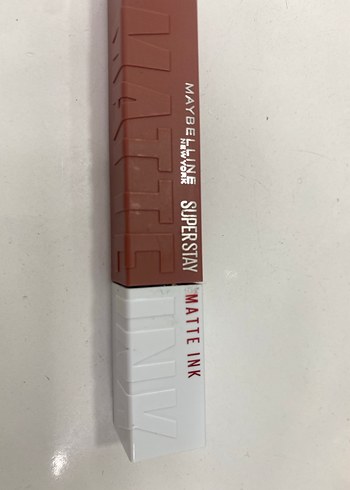 MATTE
INK
MAYBELLINE
NEW YORK
SUPERSTAY
MATTE INK